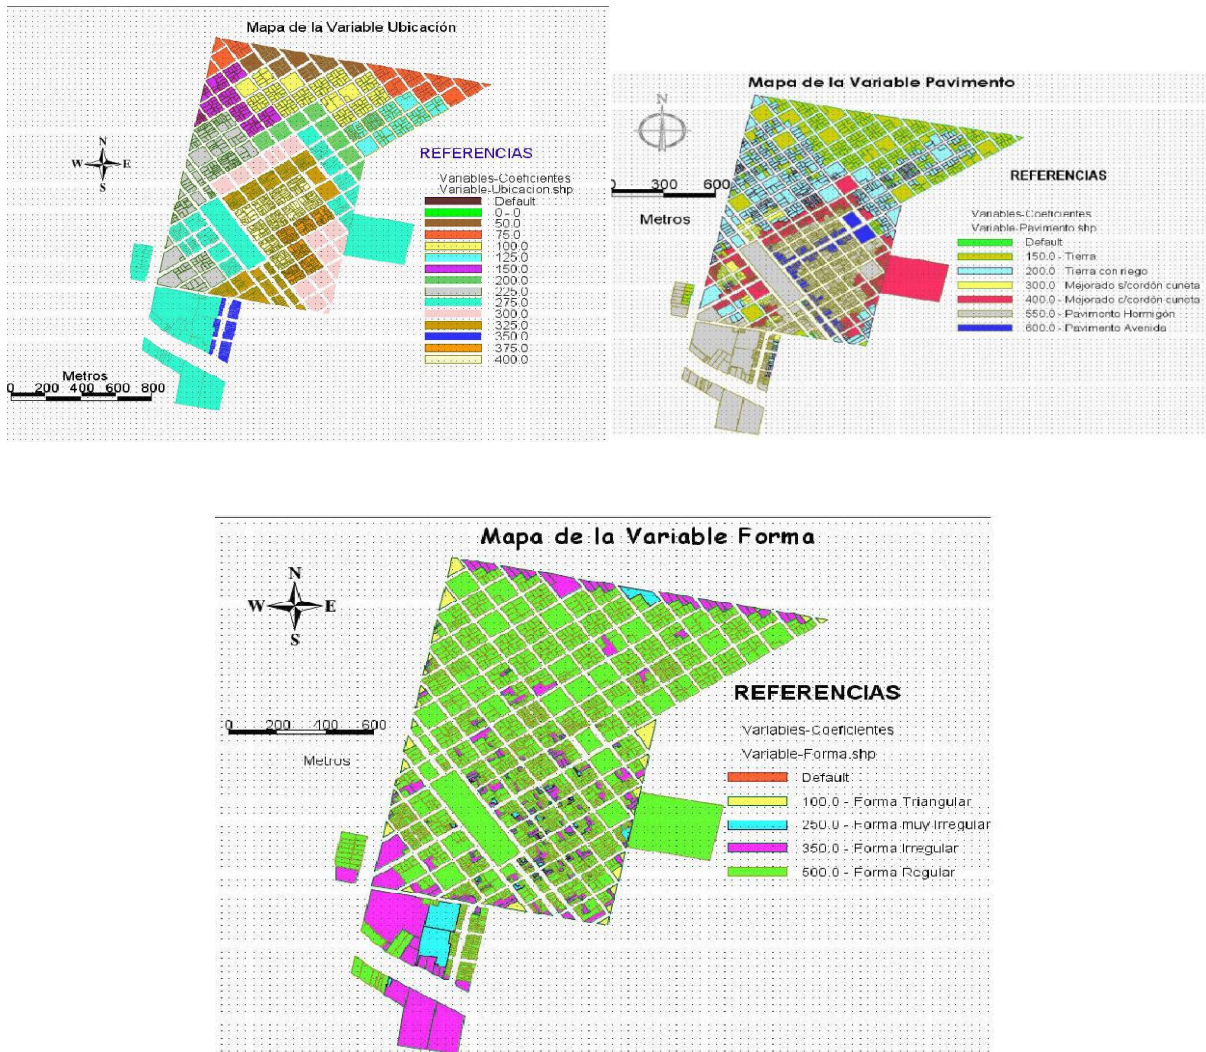 Mapa de la Variable Ubicación
N
W E
S
REFERENCIAS
Variables-Coeficientes
Variable-Ubicacion.shp
Default
0 - 0
50.0
75.0
100.0
125.0
150.0
200.0
225.0
275.0
300.0
325.0
350.0
375.0
400.0
Metros
0 200 400 600 800
Mapa de la Variable Pavimento
N
0 300 600
Metros
REFERENCIAS
Variables-Coeficientes
Variable-Pavimento.shp
Default
150.0 - Tierra
200.0 - Tierra con riego
300.0 - Mejorado s/cordón cuneta
400.0 - Mejorado c/cordón cuneta
550.0 - Pavimento Hormigón
600.0 - Pavimento Avenida
Mapa de la Variable Forma
N
W E
S
0 200 400 600
Metros
REFERENCIAS
Variables-Coeficientes
Variable-Forma.shp
Default
100.0 - Forma Triangular
250.0 - Forma muy Irregular
350.0 - Forma Irregular
500.0 - Forma Regular